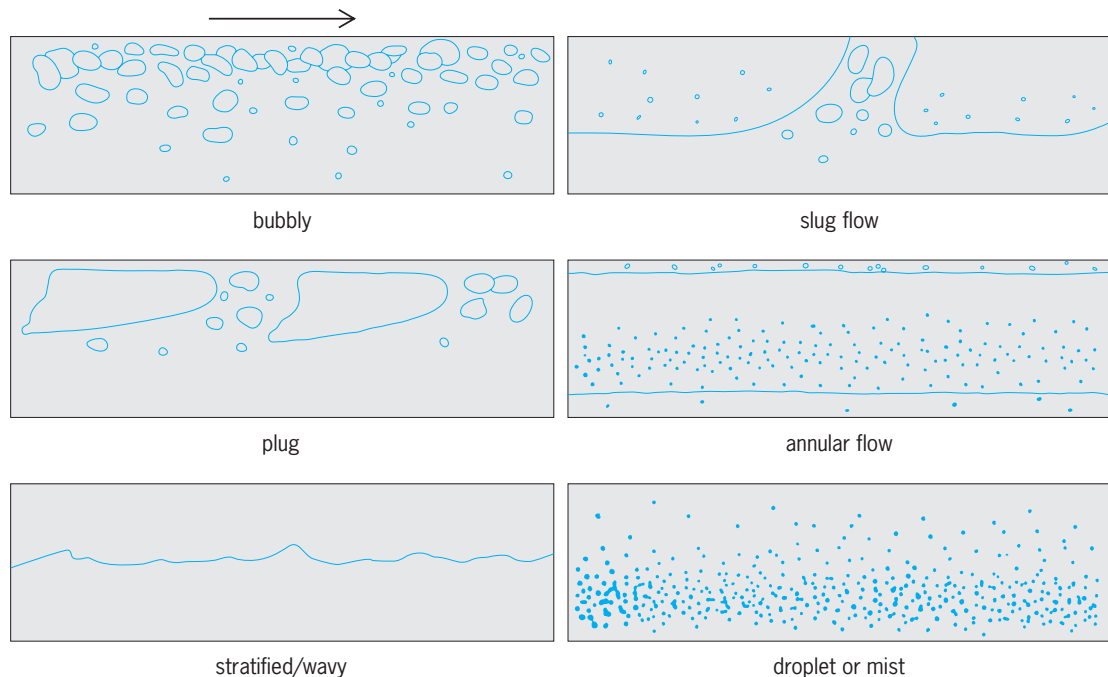 bubbly
slug flow
plug
annular flow
stratified/wavy
droplet or mist